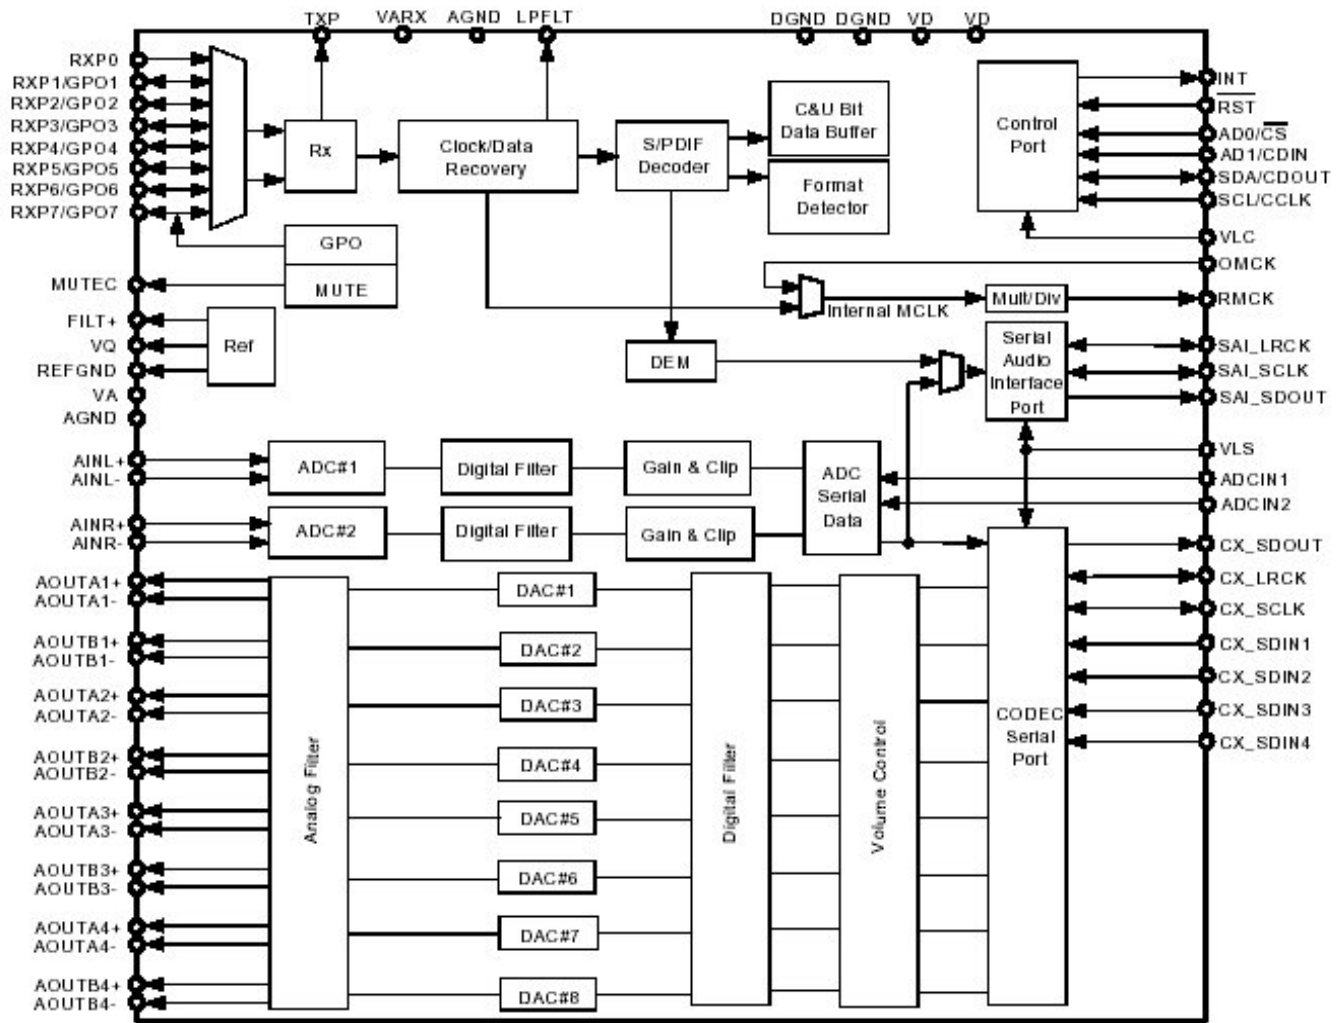 TXP
VARX
AGND
LPFLT
DGND
DGND
VD
VD
RXP0
RXP1/GPO1
RXP2/GPO2
RXP3/GPO3
RXP4/GPO4
RXP5/GPO5
RXP6/GPO6
RXP7/GPO7
Rx
Clock/Data
Recovery
S/PDIF
Decoder
C&U Bit
Data Buffer
Format
Detector
Control
Port
INT
RST
AD0/CS
AD1/CDIN
SDA/CDOUT
SCL/CCLK
VLC
OMCK
RMCK
GPO
MUTE
MUTEC
FILT+
VQ
REFGND
VA
AGND
Ref
Internal MCLK
Mult/Div
DEM
Serial
Audio
Interface
Port
SAI_LRCK
SAI_SCLK
SAI_SDOUT
VLS
ADCIN1
ADCIN2
AINL+
AINL-
AINR+
AINR-
ADC#1
Digital Filter
Gain & Clip
ADC#2
Digital Filter
Gain & Clip
ADC
Serial
Data
CX_SDOUT
CX_LRCK
CX_SCLK
CX_SDIN1
CX_SDIN2
CX_SDIN3
CX_SDIN4
AOUTA1+
AOUTA1-
AOUTB1+
AOUTB1-
AOUTA2+
AOUTA2-
AOUTB2+
AOUTB2-
AOUTA3+
AOUTA3-
AOUTB3+
AOUTB3-
AOUTA4+
AOUTA4-
AOUTB4+
AOUTB4-
Analog Filter
DAC#1
DAC#2
DAC#3
DAC#4
DAC#5
DAC#6
DAC#7
DAC#8
Digital Filter
Volume Control
CODEC
Serial
Port